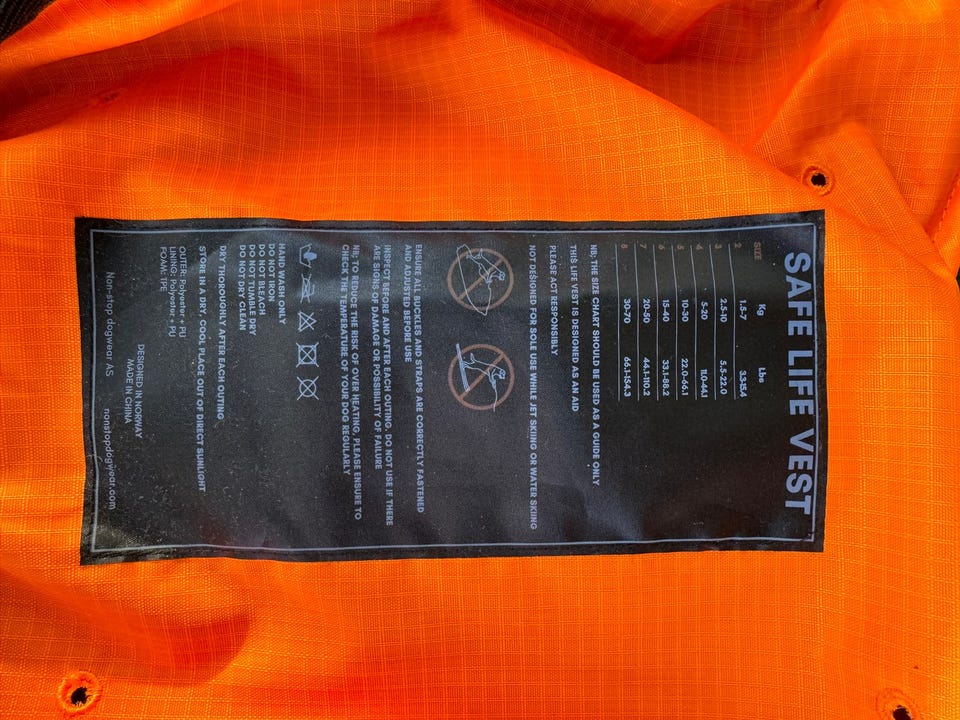 SAFE LIFE VEST
SIZE Kg Lbs
2 1.5-7 3.3-15.4
3 2.5-10 5.5-22.0
4 5-20 11.0-44.1
5 10-30 22.0-66.1
6 15-40 33.1-88.2
7 20-50 44.1-110.2
8 30-70 66.1-154.3
NB; THE SIZE CHART SHOULD BE USED AS A GUIDE ONLY
THIS LIFE VEST IS DESIGNED AS AN AID
PLEASE ACT RESPONSIBLY
NOT DESIGNED FOR SOLE USE WHILE JET SKIING OR WATER SKIING
ENSURE ALL BUCKLES AND STRAPS ARE CORRECTLY FASTENED
AND ADJUSTED BEFORE USE
INSPECT BEFORE AND AFTER EACH OUTING. DO NOT USE IF THERE
ARE SIGNS OF DAMAGE OR POSSIBILITY OF FAILURE
NB; TO REDUCE THE RISK OF OVER HEATING, PLEASE ENSURE TO
CHECK THE TEMPERATURE OF YOUR DOG REGULARLY
HAND WASH ONLY
DO NOT IRON
DO NOT BLEACH
DO NOT TUMBLE DRY
DO NOT DRY CLEAN
DRY THOROUGHLY AFTER EACH OUTING
STORE IN A DRY, COOL PLACE OUT OF DIRECT SUNLIGHT
OUTER: Polyester + PU
LINING: Polyester + PU
FOAM: TPE
DESIGNED IN NORWAY
MADE IN CHINA
Non-stop dogwear AS nonstopdogwear.com